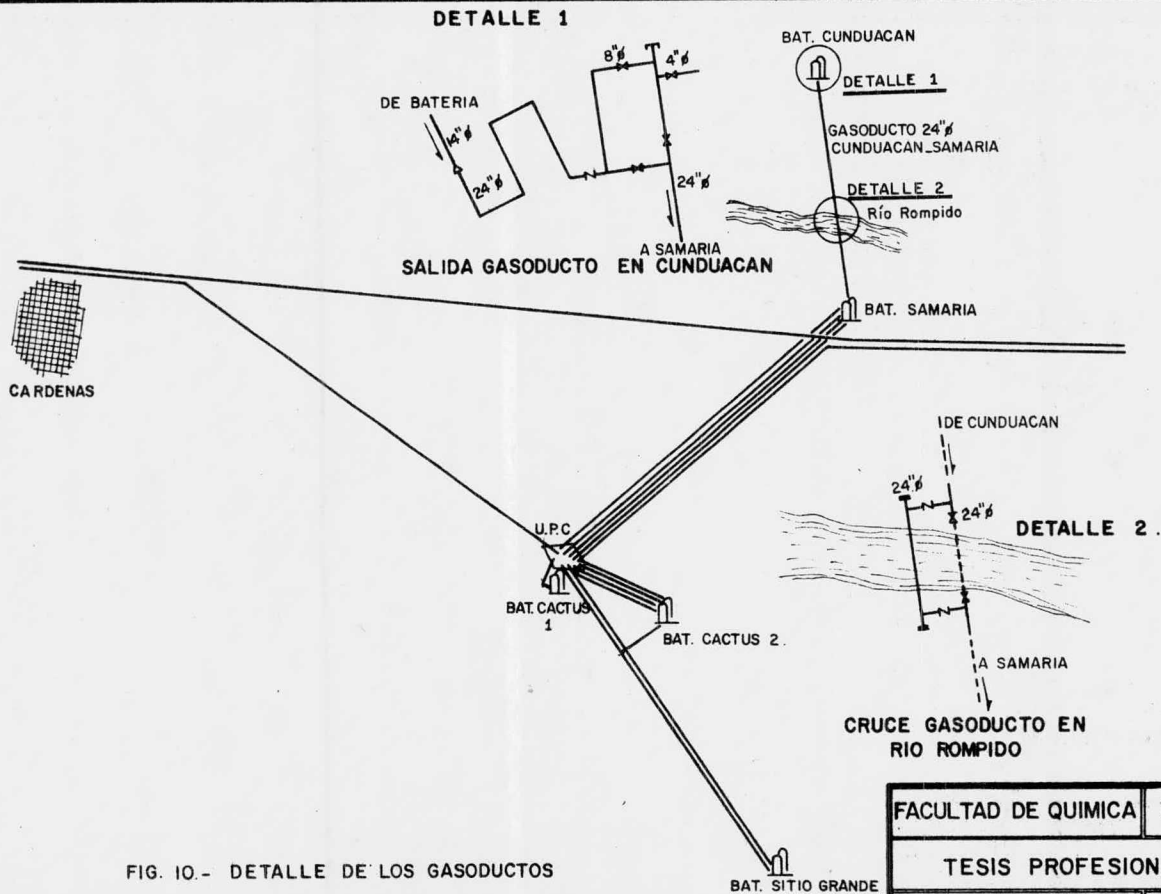 DETALLE 1
8"ø
4"ø
DE BATERIA
14"ø
24"ø
24"ø
A SAMARIA
SALIDA GASODUCTO EN CUNDUACAN
BAT. CUNDUACAN
DETALLE 1
GASODUCTO 24"ø
CUNDUACAN_SAMARIA
DETALLE 2
Río Rompido
BAT. SAMARIA
CARDENAS
U.P.C
BAT. CACTUS
1
BAT. CACTUS 2.
BAT. SITIO GRANDE
DE CUNDUACAN
24"ø
24"ø
DETALLE 2.
A SAMARIA
CRUCE GASODUCTO EN
RIO ROMPIDO
FIG. 10.- DETALLE DE LOS GASODUCTOS
FACULTAD DE QUIMICA
TESIS PROFESION